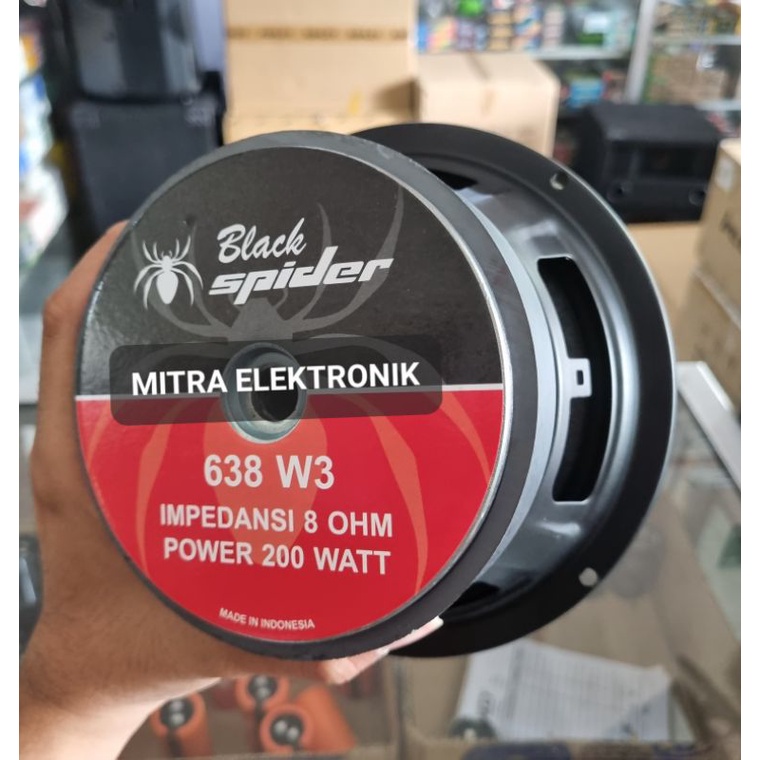 Black
spider
MITRA ELEKTRONIK
638 W3
IMPEDANSI 8 OHM
POWER 200 WATT
MADE IN INDONESIA